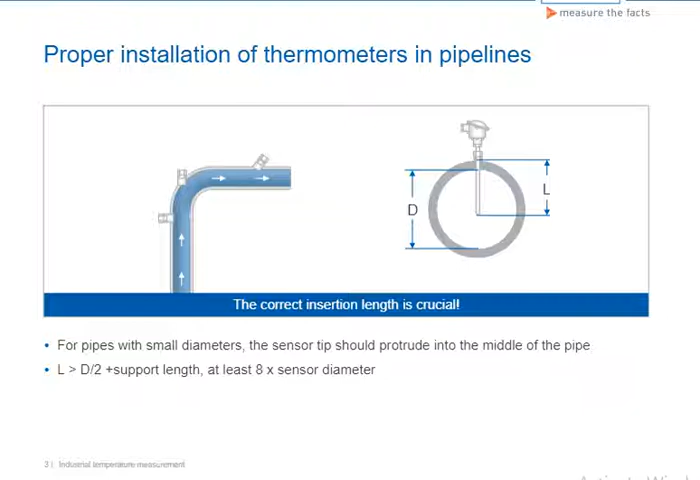 measure the facts
Proper installation of thermometers in pipelines
D
L
The correct insertion length is crucial!
• For pipes with small diameters, the sensor tip should protrude into the middle of the pipe
• L > D/2 +support length, at least 8 x sensor diameter
3 | Industrial temperature measurement